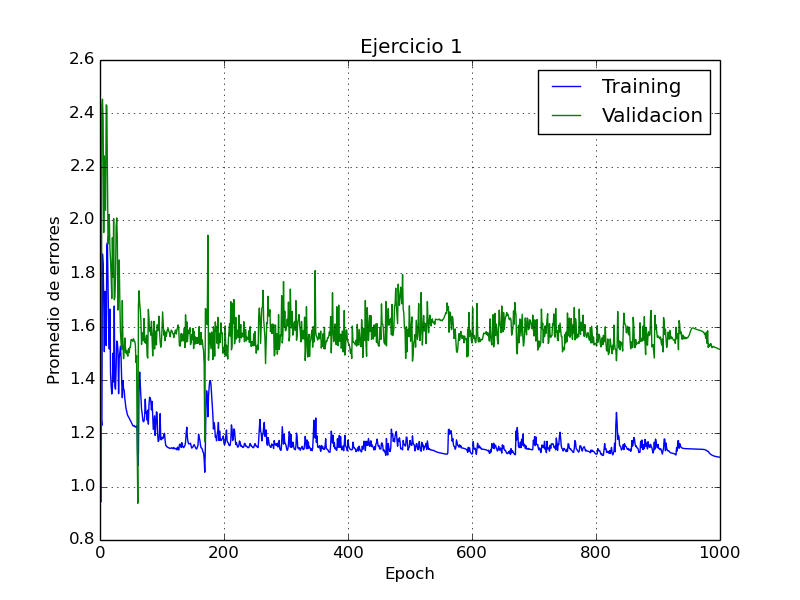 Ejercicio 1
2.6
2.4
2.2
2.0
1.8
1.6
1.4
1.2
1.0
0.8
Promedio de errores
Training
Validacion
0 200 400 600 800 1000
Epoch